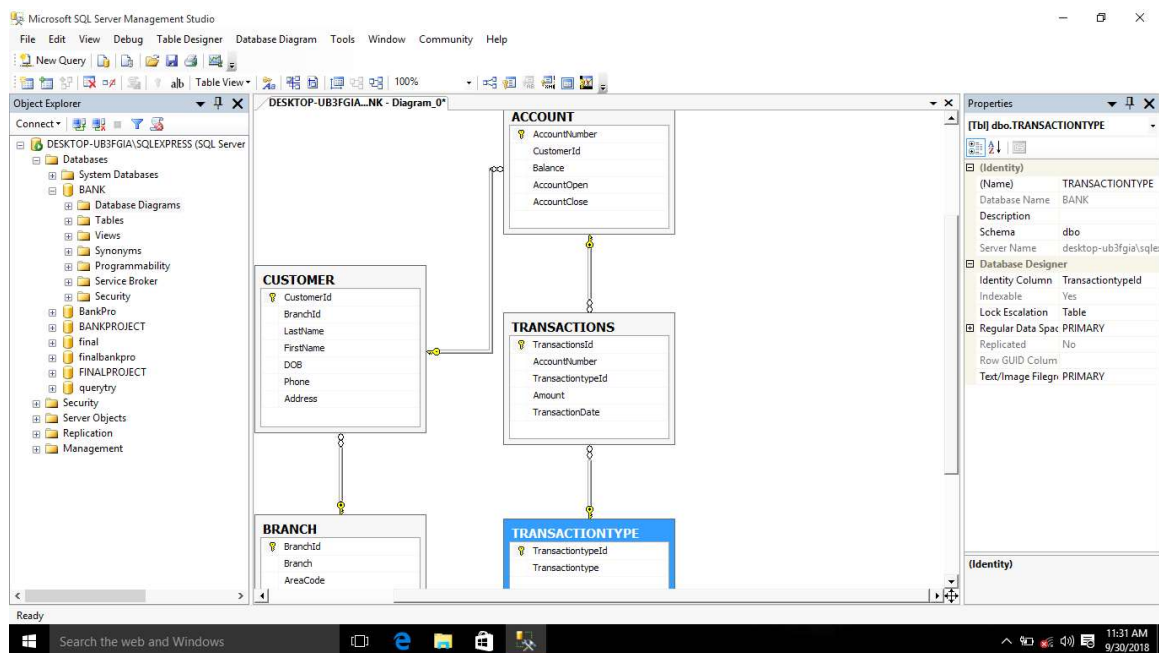 Microsoft SQL Server Management Studio
File Edit View Debug Table Designer Database Diagram Tools Window Community Help
New Query
alb Table View 100%
Object Explorer
Connect
DESKTOP-UB3FGIA\SQLEXPRESS (SQL Server
Databases
System Databases
BANK
Database Diagrams
Tables
Views
Synonyms
Programmability
Service Broker
Security
BankPro
BANKPROJECT
final
finalbankpro
FINALPROJECT
querytry
Security
Server Objects
Replication
Management
DESKTOP-UB3FGIA...NK - Diagram_0*
ACCOUNT
AccountNumber
CustomerId
Balance
AccountOpen
AccountClose
CUSTOMER
CustomerId
BranchId
LastName
FirstName
DOB
Phone
Address
TRANSACTIONS
TransactionsId
AccountNumber
TransactiontypeId
Amount
TransactionDate
BRANCH
BranchId
Branch
AreaCode
TRANSACTIONTYPE
TransactiontypeId
Transactiontype
Properties
[Tbl] dbo.TRANSACTIONTYPE
(Identity)
(Name) TRANSACTIONTYPE
Database Name BANK
Description
Schema dbo
Server Name desktop-ub3fgia\sqle
Database Designer
Identity Column TransactiontypeId
Indexable Yes
Lock Escalation Table
Regular Data Spac PRIMARY
Replicated No
Row GUID Colum
Text/Image Filegr PRIMARY
(Identity)
Ready
Search the web and Windows
11:31 AM
9/30/2018